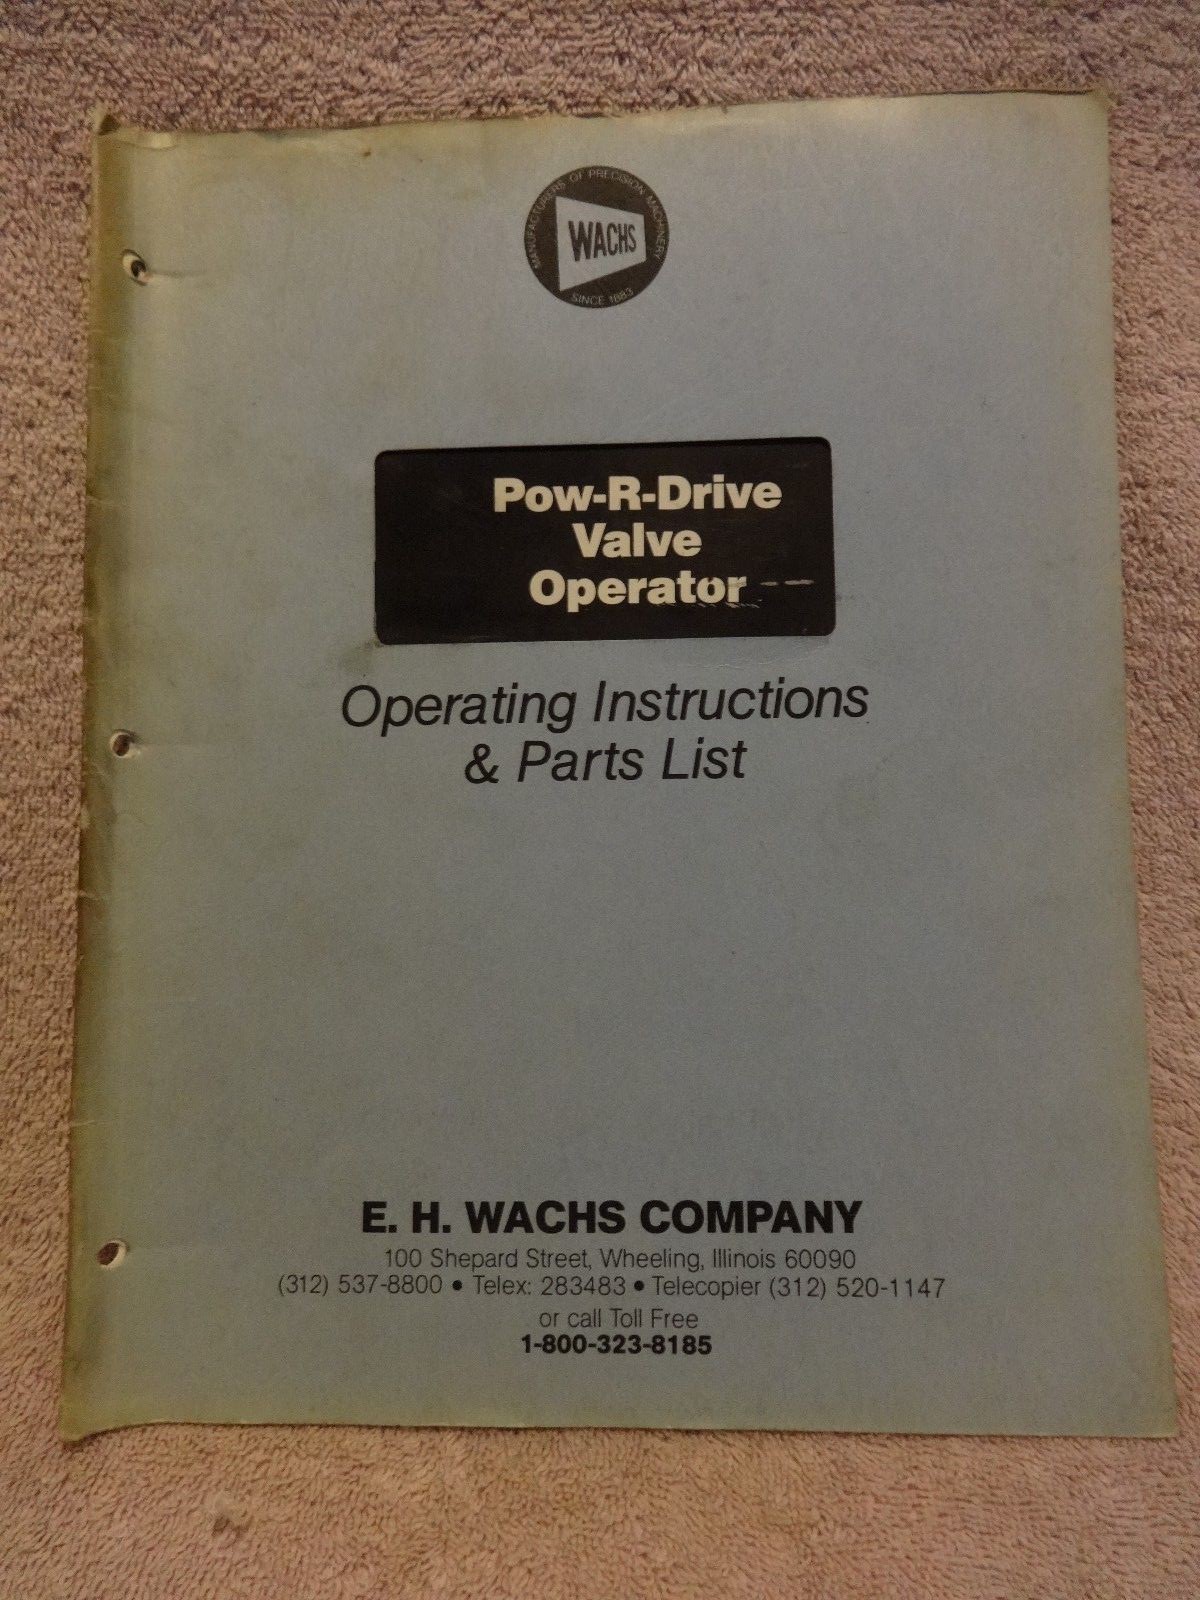 MANUFACTURERS OF PRECISION MACHINERY
WACHS
SINCE 1883
Pow-R-Drive
Valve
Operator
Operating Instructions
& Parts List
E. H. WACHS COMPANY
100 Shepard Street, Wheeling, Illinois 60090
(312) 537-8800 • Telex: 283483 • Telecopier (312) 520-1147
or call Toll Free
1-800-323-8185